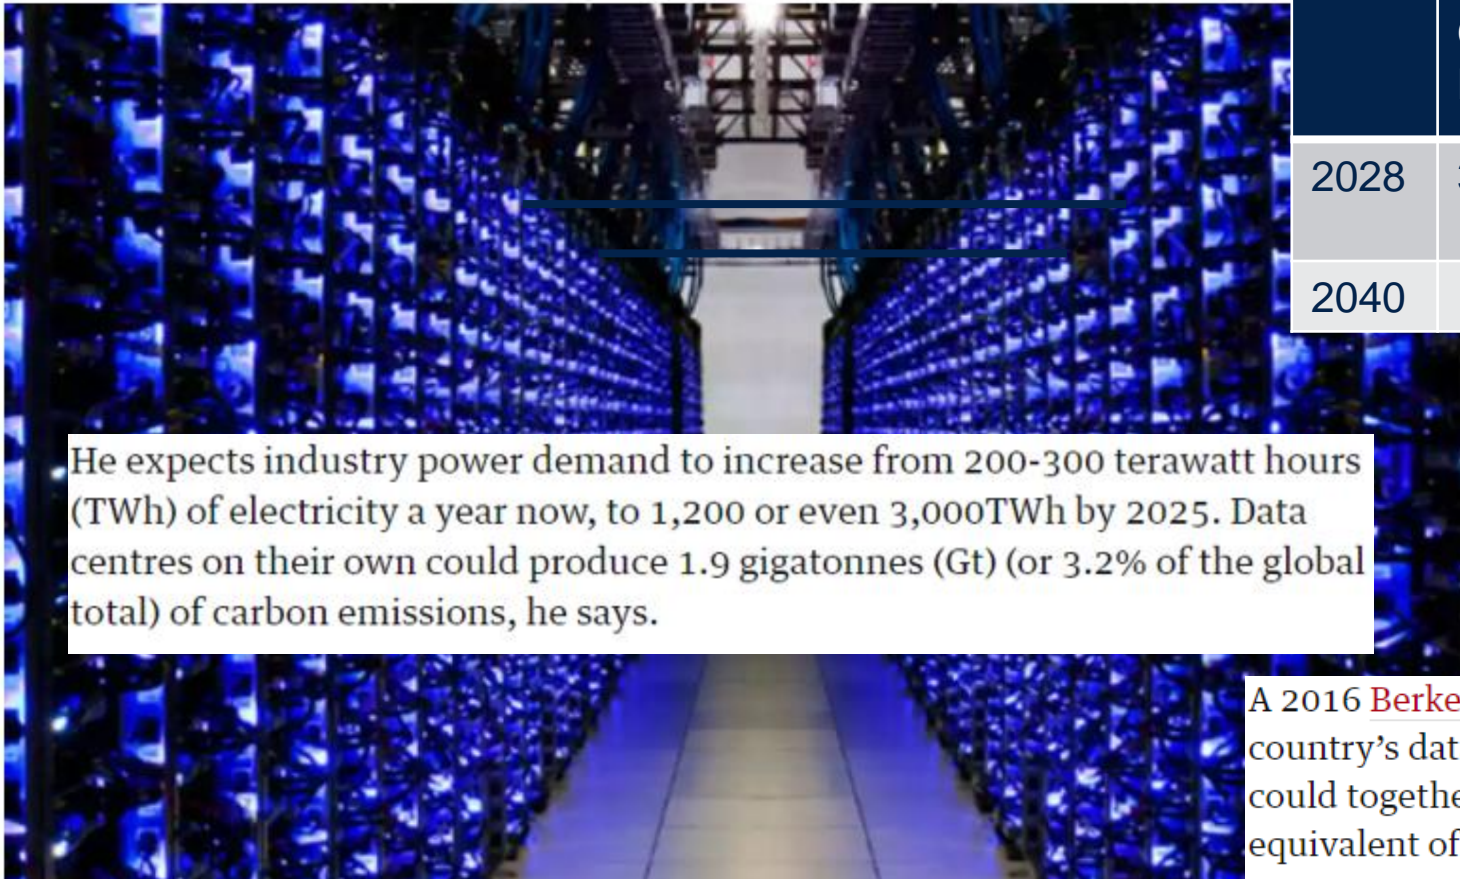 2028
2040
He expects industry power demand to increase from 200-300 terawatt hours
(TWh) of electricity a year now, to 1,200 or even 3,000TWh by 2025. Data
centres on their own could produce 1.9 gigatonnes (Gt) (or 3.2% of the global
total) of carbon emissions, he says.
A 2016
country’s
could
equivalent of